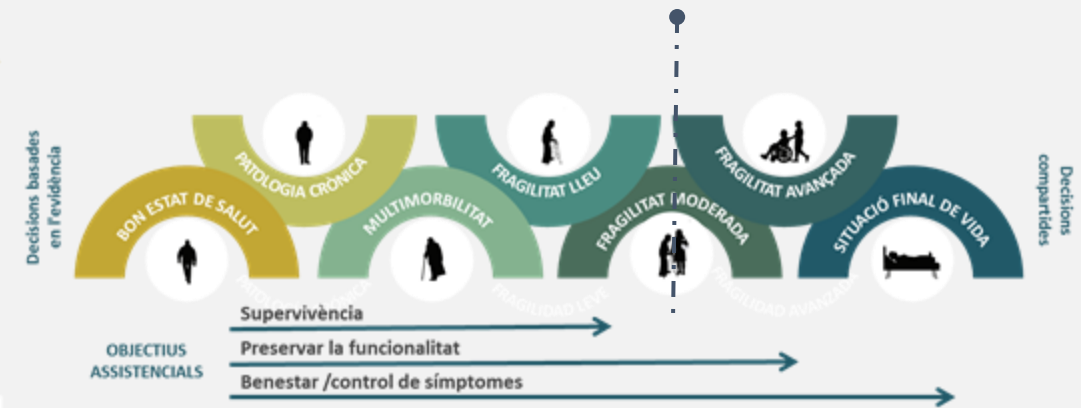 Decisions basades
en l'evidència
BON ESTAT DE SALUT
PATOLOGIA CRÒNICA
MULTIMORBILITAT
FRAGILITAT LLEU
FRAGILITAT MODERADA
FRAGILITAT AVANÇADA
SITUACIÓ FINAL DE VIDA
Decisions
compartides
FRAGILIDAD LEVE
FRAGILIDAD AVANZADA
OBJECTIUS
ASSISTENCIALS
Supervivència
Preservar la funcionalitat
Benestar /control de símptomes